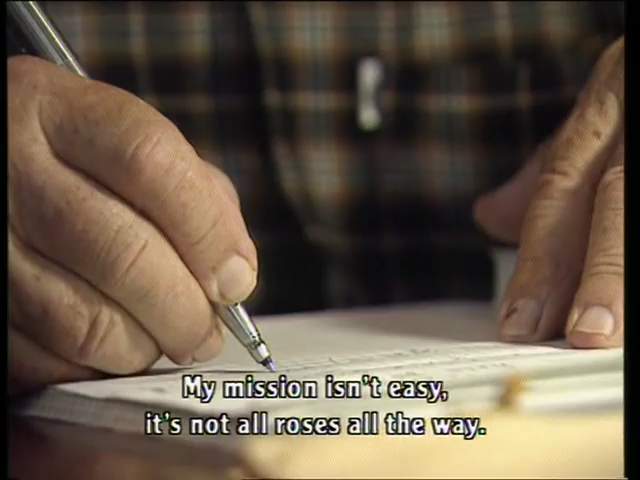 My mission isn't easy,
it's not all roses all the way.